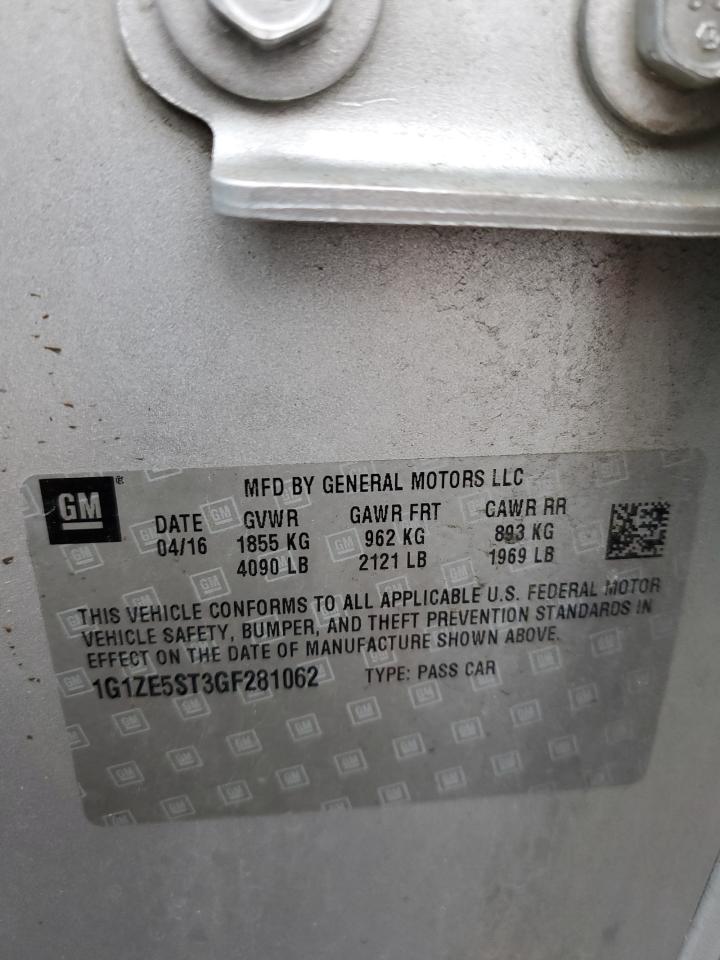 GM ® MFD BY GENERAL MOTORS LLC
DATE GVWR GAWR FRT GAWR RR
04/16 1855 KG 962 KG 893 KG
4090 LB 2121 LB 1969 LB
THIS VEHICLE CONFORMS TO ALL APPLICABLE U.S. FEDERAL MOTOR
VEHICLE SAFETY, BUMPER, AND THEFT PREVENTION STANDARDS IN
EFFECT ON THE DATE OF MANUFACTURE SHOWN ABOVE.
1G1ZE5ST3GF281062 TYPE: PASS CAR